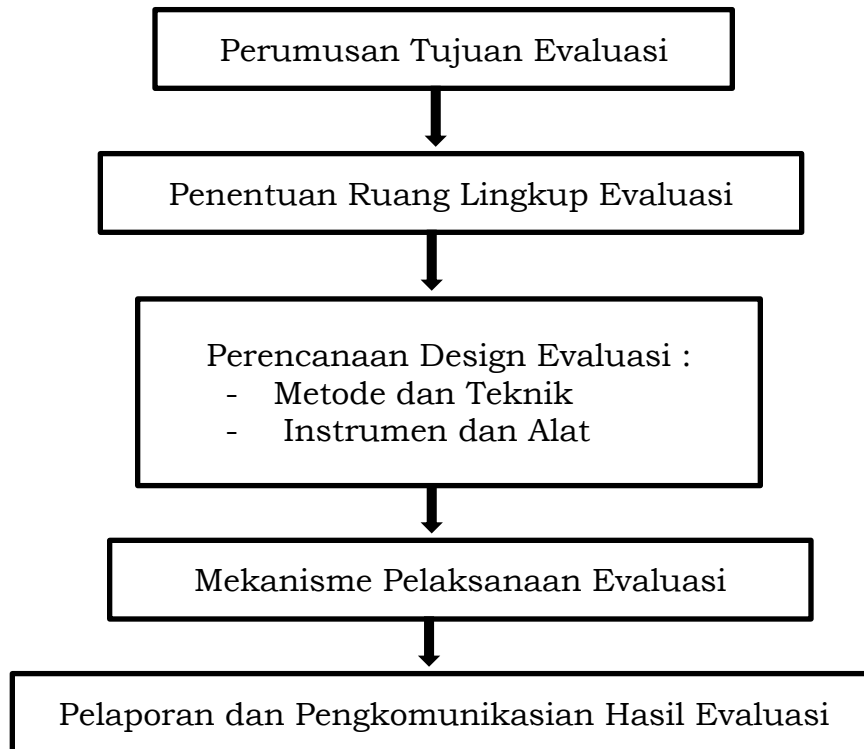 Perumusan Tujuan Evaluasi
Penentuan Ruang Lingkup Evaluasi
Perencanaan Design Evaluasi :
- Metode dan Teknik
- Instrumen dan Alat
Mekanisme Pelaksanaan Evaluasi
Pelaporan dan Pengkomunikasian Hasil Evaluasi